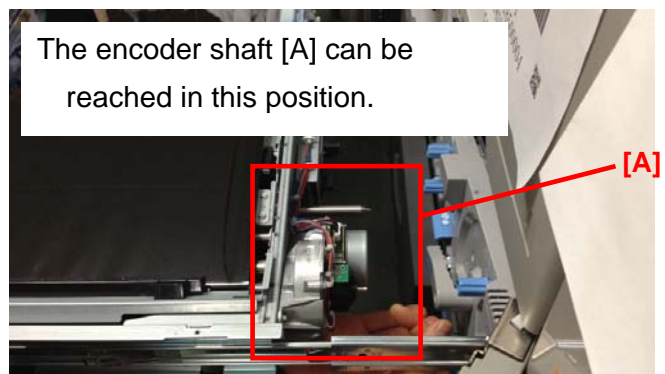 The encoder shaft [A] can be
reached in this position.
[A]